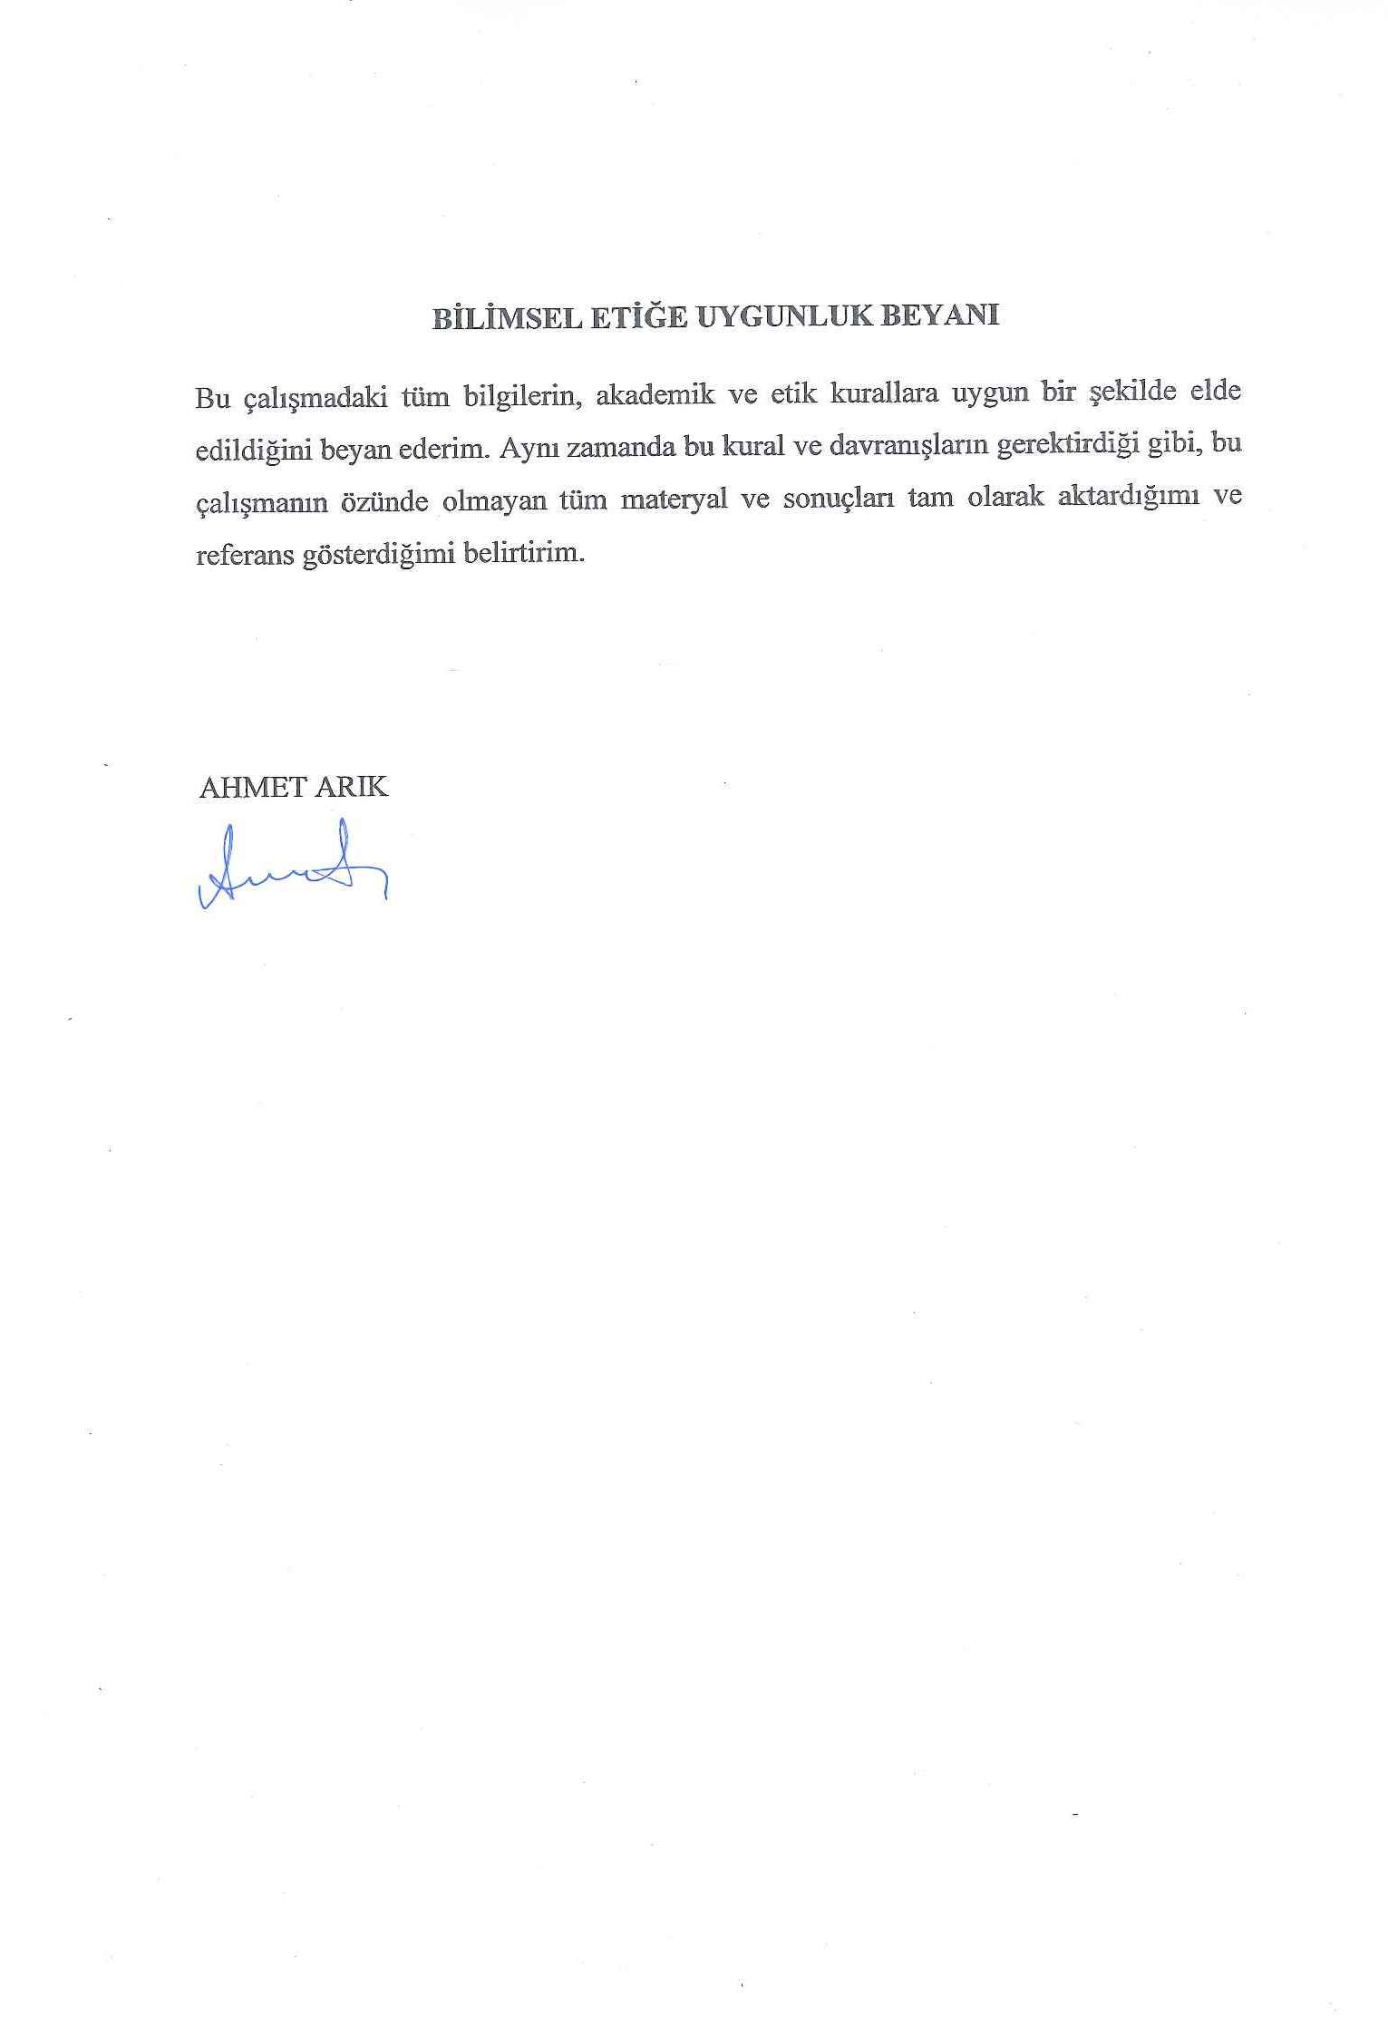 BİLİMSEL ETİĞE UYGUNLUK BEYANI
Bu çalışmadaki tüm bilgilerin, akademik ve etik kurallara uygun bir şekilde elde
edildiğini beyan ederim. Aynı zamanda bu kural ve davranışların gerektirdiği gibi, bu
çalışmanın özünde olmayan tüm materyal ve sonuçları tam olarak aktardığımı ve
referans gösterdiğimi belirtirim.
AHMET ARIK